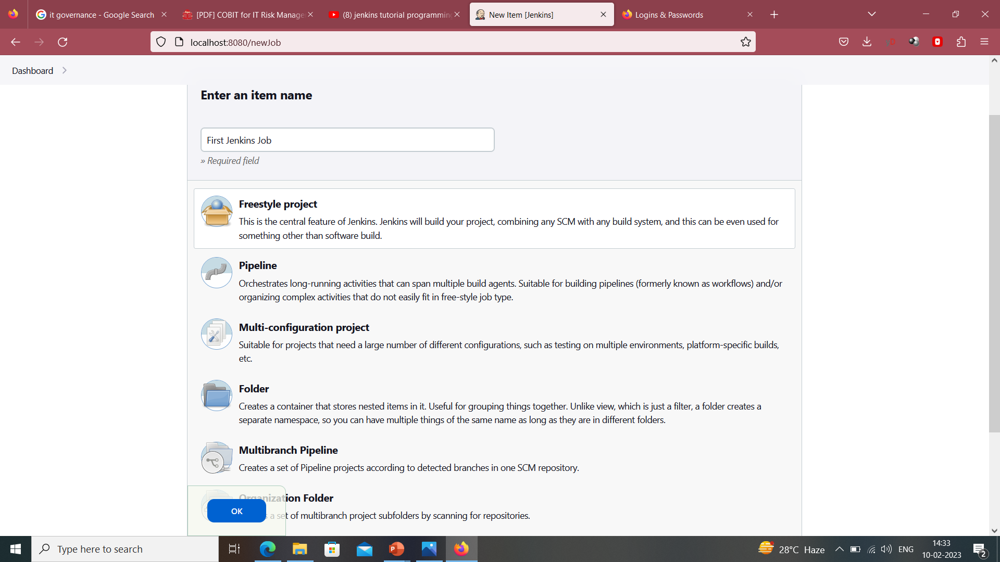 it governance - Google Search
[PDF] COBIT for IT Risk Manage
(8) jenkins tutorial programming
New Item [Jenkins]
Logins & Passwords
localhost:8080/newJob
Dashboard
Enter an item name
First Jenkins Job
» Required field
Freestyle project
This is the central feature of Jenkins. Jenkins will build your project, combining any SCM with any build system, and this can be even used for
something other than software build.
Pipeline
Orchestrates long-running activities that can span multiple build agents. Suitable for building pipelines (formerly known as workflows) and/or
organizing complex activities that do not easily fit in free-style job type.
Multi-configuration project
Suitable for projects that need a large number of different configurations, such as testing on multiple environments, platform-specific builds,
etc.
Folder
Creates a container that stores nested items in it. Useful for grouping things together. Unlike view, which is just a filter, a folder creates a
separate namespace, so you can have multiple things of the same name as long as they are in different folders.
Multibranch Pipeline
Creates a set of Pipeline projects according to detected branches in one SCM repository.
Organization Folder
a set of multibranch project subfolders by scanning for repositories.
OK
Type here to search
28°C Haze
ENG
14:33
10-02-2023
2